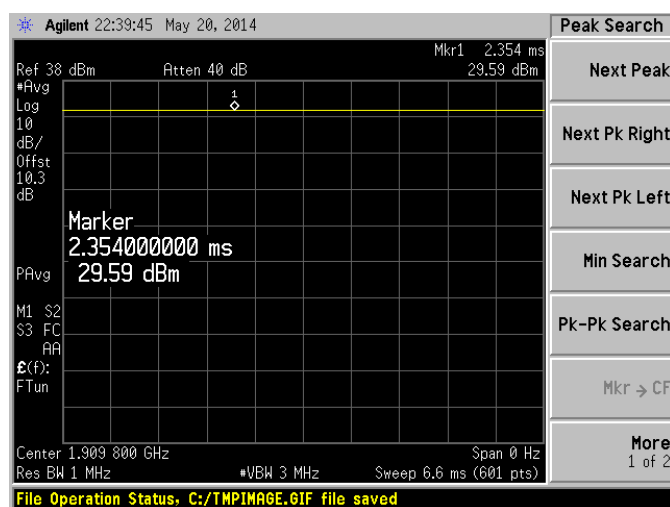 Agilent 22:39:45 May 20, 2014
Peak Search
Mkr1 2.354 ms
Ref 38 dBm Atten 40 dB 29.59 dBm
#Avg
Log
10
dB/
Offst
10.3
dB
1
Marker
2.354000000 ms
29.59 dBm
PAvg
M1 S2
S3 FC
AA
£(f):
FTun
Center 1.909 800 GHz Span 0 Hz
Res BW 1 MHz #VBW 3 MHz Sweep 6.6 ms (601 pts)
File Operation Status, C:/TMPIMAGE.GIF file saved
Next Peak
Next Pk Right
Next Pk Left
Min Search
Pk-Pk Search
Mkr → CF
More
1 of 2